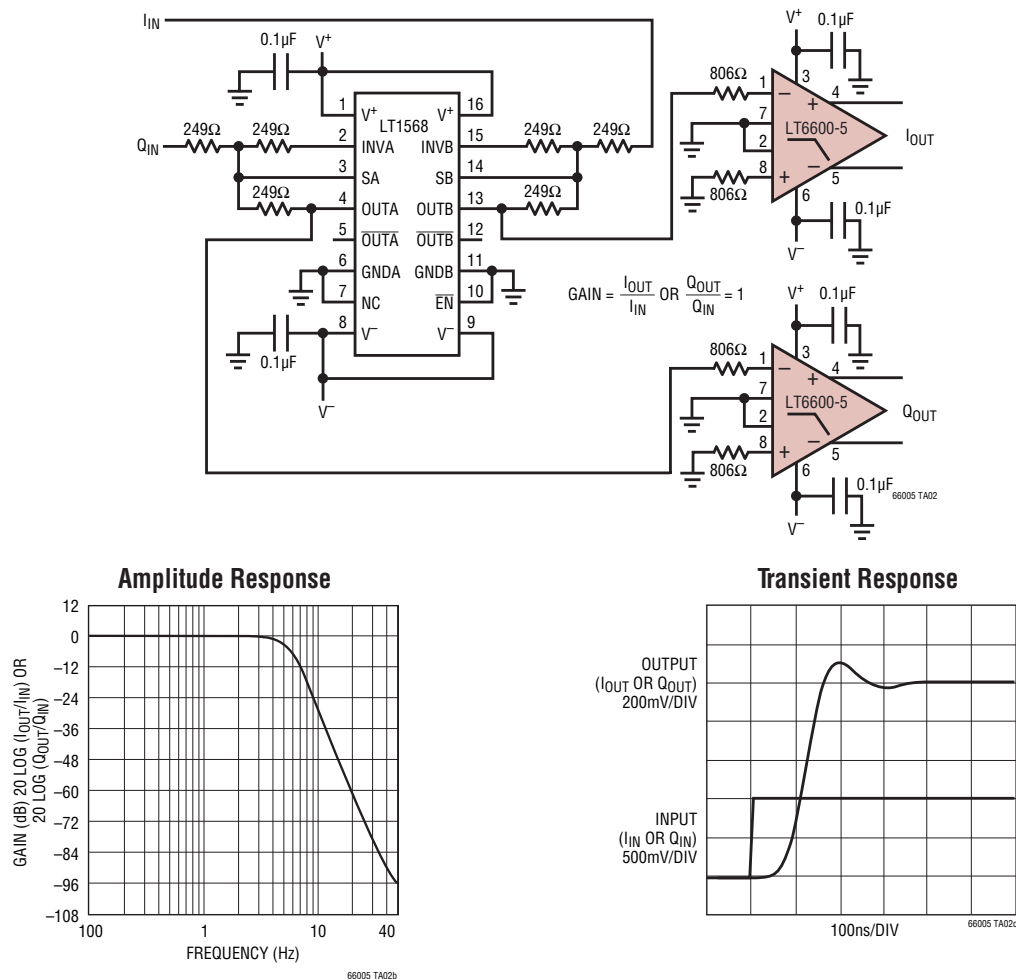 I_IN
0.1µF
V+
1
V+
16
V+
LT1568
Q_IN
249Ω
249Ω
2
INVA
INVB
15
249Ω
249Ω
3
SA
SB
14
249Ω
4
OUTA
OUTB
13
249Ω
5
O̅U̅T̅A̅
O̅U̅T̅B̅
12
6
GNDA
GNDB
11
7
NC
E̅N̅
10
8
V–
V–
9
0.1µF
V–
V+
0.1µF
806Ω
1
–
3
+
4
7
2
LT6600-5
I_OUT
8
+
–
5
806Ω
6
0.1µF
V–
GAIN = I_OUT/I_IN OR Q_OUT/Q_IN = 1
V+
0.1µF
806Ω
1
–
3
+
4
7
2
LT6600-5
Q_OUT
8
+
–
5
806Ω
6
0.1µF
V–
66005 TA02
Amplitude Response
GAIN (dB) 20 LOG (I_OUT/I_IN) OR
20 LOG (Q_OUT/Q_IN)
12
0
–12
–24
–36
–48
–60
–72
–84
–96
–108
100
1
10
40
FREQUENCY (Hz)
66005 TA02b
Transient Response
OUTPUT
(I_OUT OR Q_OUT)
200mV/DIV
INPUT
(I_IN OR Q_IN)
500mV/DIV
100ns/DIV
66005 TA02c